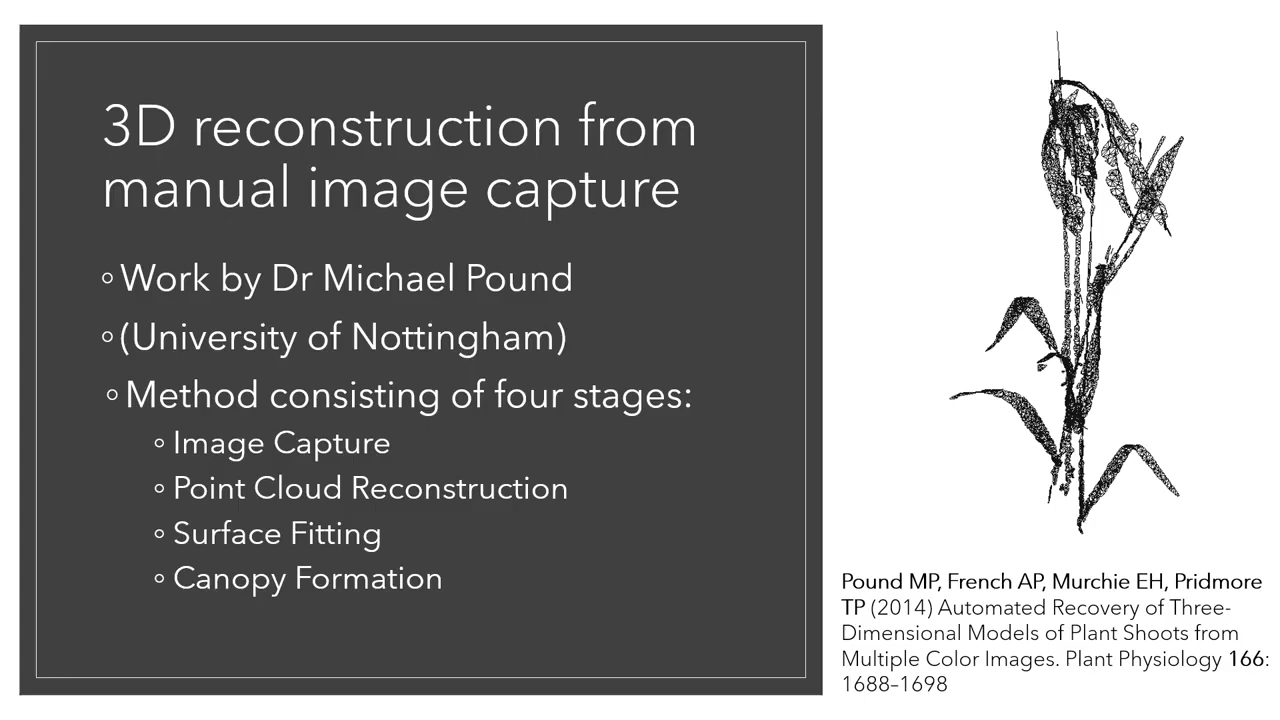 3D reconstruction from
manual image capture
◦ Work by Dr Michael Pound
◦ (University of Nottingham)
◦ Method consisting of four stages:
◦ Image Capture
◦ Point Cloud Reconstruction
◦ Surface Fitting
◦ Canopy Formation
Pound MP, French AP, Murchie EH, Pridmore
TP (2014) Automated Recovery of Three-
Dimensional Models of Plant Shoots from
Multiple Color Images. Plant Physiology 166:
1688–1698